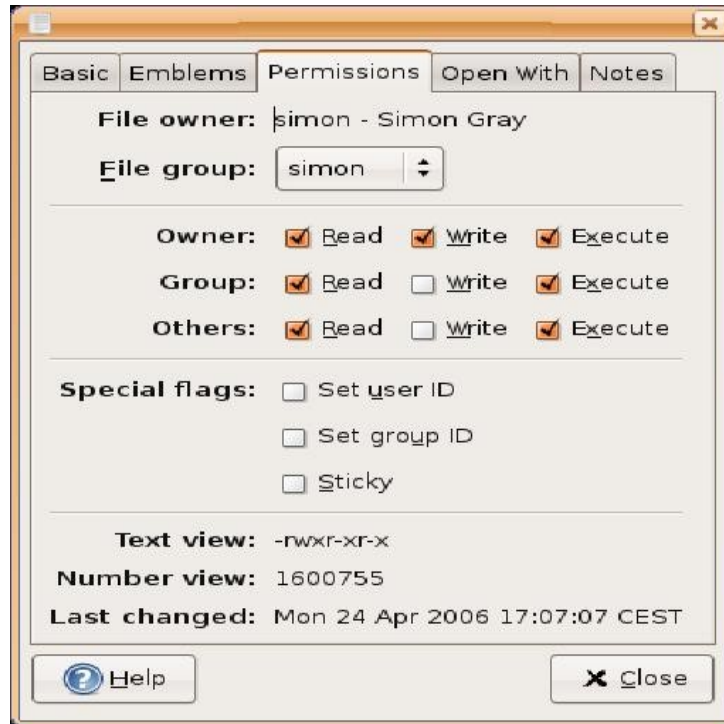 Basic Emblems Permissions Open With Notes
File owner: simon - Simon Gray
File group: simon
Owner: Read Write Execute
Group: Read Write Execute
Others: Read Write Execute
Special flags: Set user ID
Set group ID
Sticky
Text view: -rwxr-xr-x
Number view: 1600755
Last changed: Mon 24 Apr 2006 17:07:07 CEST
Help Close